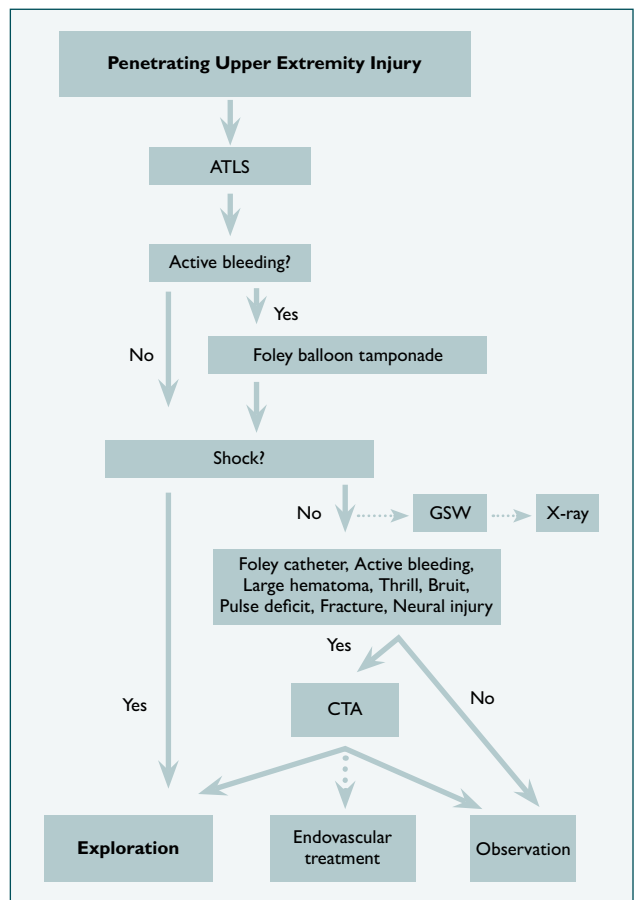 Penetrating Upper Extremity Injury
ATLS
Active bleeding?
Yes
No
Foley balloon tamponade
Shock?
No
GSW
X-ray
Foley catheter, Active bleeding,
Large hematoma, Thrill, Bruit,
Pulse deficit, Fracture, Neural injury
Yes
No
Yes
CTA
Exploration
Endovascular
treatment
Observation